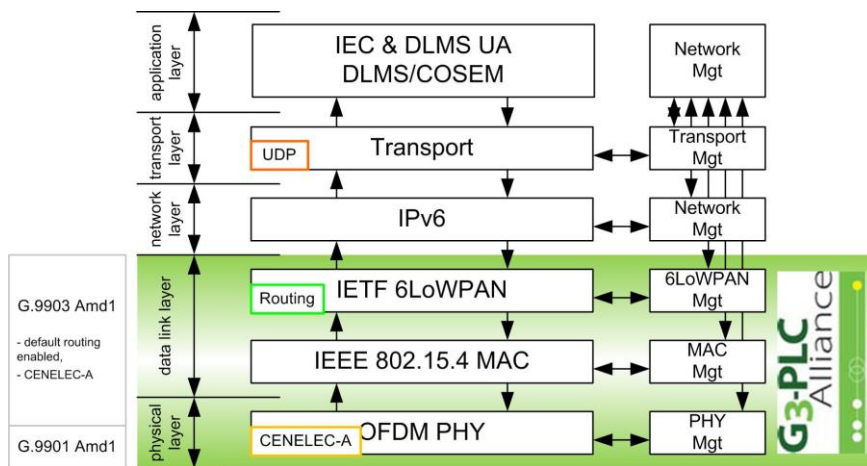 application
layer
IEC & DLMS UA
DLMS/COSEM
Network
Mgt
transport
layer
UDP
Transport
Transport
Mgt
network
layer
IPv6
Network
Mgt
G.9903 Amd1
- default routing
enabled,
- CENELEC-A
data link layer
Routing
IETF 6LoWPAN
6LoWPAN
Mgt
IEEE 802.15.4 MAC
MAC
Mgt
G.9901 Amd1
physical
layer
CENELEC-A
OFDM PHY
PHY
Mgt
G3-PLC
Alliance